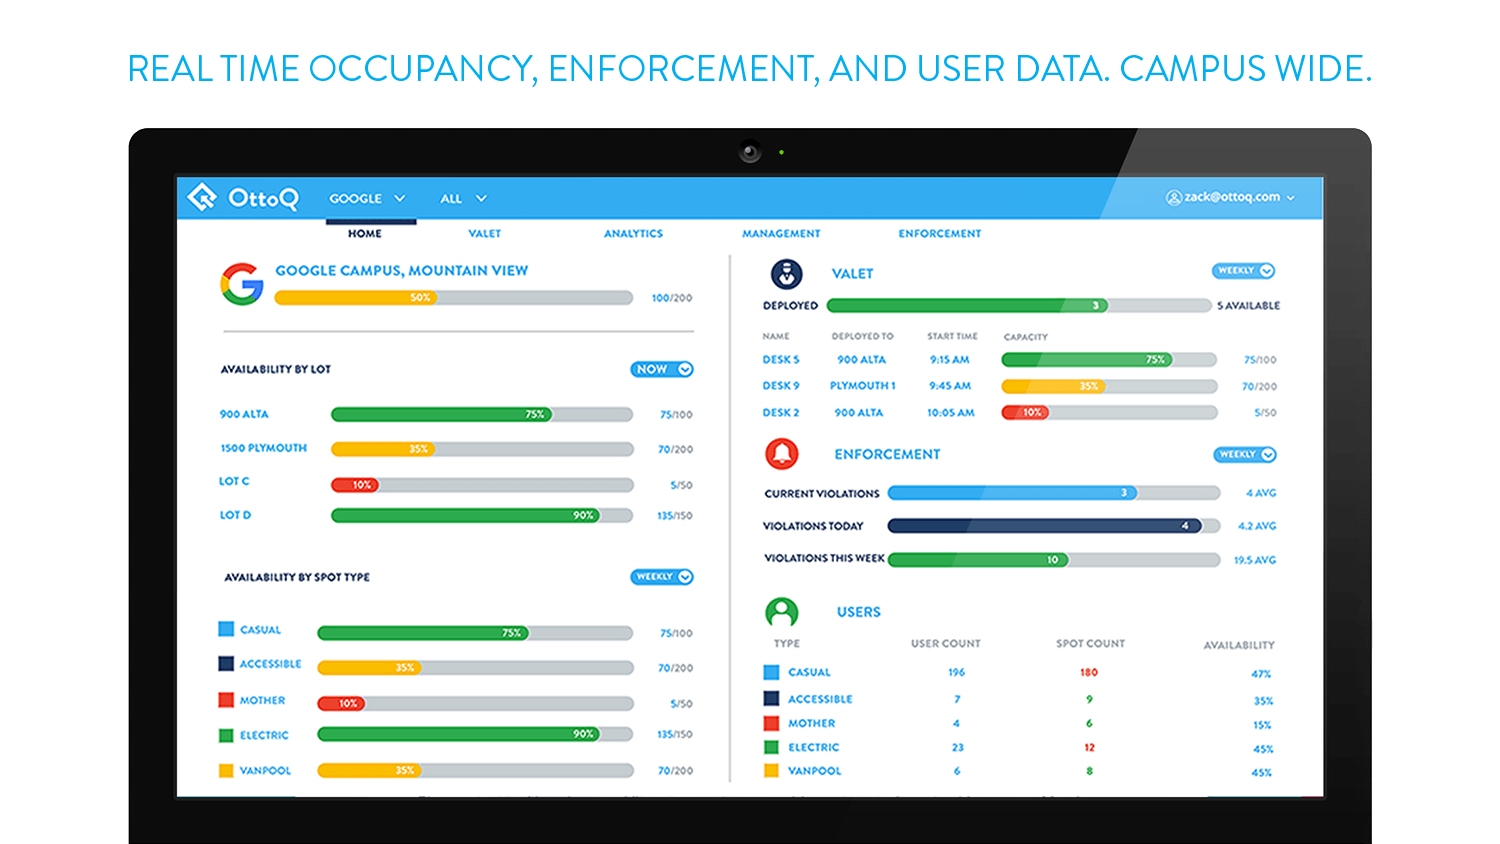 REAL TIME OCCUPANCY, ENFORCEMENT, AND USER DATA. CAMPUS WIDE.
OttoQ GOOGLE ALL zack@ottoq.com
HOME VALET ANALYTICS MANAGEMENT ENFORCEMENT
GOOGLE CAMPUS, MOUNTAIN VIEW
50% 100/200
AVAILABILITY BY LOT NOW
900 ALTA 75% 75/100
1500 PLYMOUTH 35% 70/200
LOT C 10% 5/50
LOT D 90% 135/150
AVAILABILITY BY SPOT TYPE WEEKLY
CASUAL 75% 75/100
ACCESSIBLE 35% 70/200
MOTHER 10% 5/50
ELECTRIC 90% 135/150
VANPOOL 35% 70/200
VALET WEEKLY
DEPLOYED 3 5 AVAILABLE
NAME DEPLOYED TO START TIME CAPACITY
DESK 5 900 ALTA 9:15 AM 75% 75/100
DESK 9 PLYMOUTH 1 9:45 AM 35% 70/200
DESK 2 900 ALTA 10:05 AM 10% 5/50
ENFORCEMENT WEEKLY
CURRENT VIOLATIONS 3 4 AVG
VIOLATIONS TODAY 4 4.2 AVG
VIOLATIONS THIS WEEK 10 19.5 AVG
USERS
TYPE USER COUNT SPOT COUNT AVAILABILITY
CASUAL 196 180 47%
ACCESSIBLE 7 9 35%
MOTHER 4 6 15%
ELECTRIC 23 12 45%
VANPOOL 6 8 45%